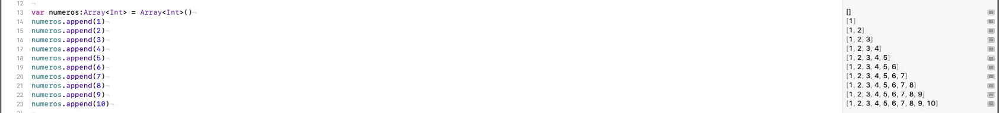 12
13 var numeros:Array<Int> = Array<Int>() []
14 numeros.append(1) [1]
15 numeros.append(2) [1, 2]
16 numeros.append(3) [1, 2, 3]
17 numeros.append(4) [1, 2, 3, 4]
18 numeros.append(5) [1, 2, 3, 4, 5]
19 numeros.append(6) [1, 2, 3, 4, 5, 6]
20 numeros.append(7) [1, 2, 3, 4, 5, 6, 7]
21 numeros.append(8) [1, 2, 3, 4, 5, 6, 7, 8]
22 numeros.append(9) [1, 2, 3, 4, 5, 6, 7, 8, 9]
23 numeros.append(10) [1, 2, 3, 4, 5, 6, 7, 8, 9, 10]